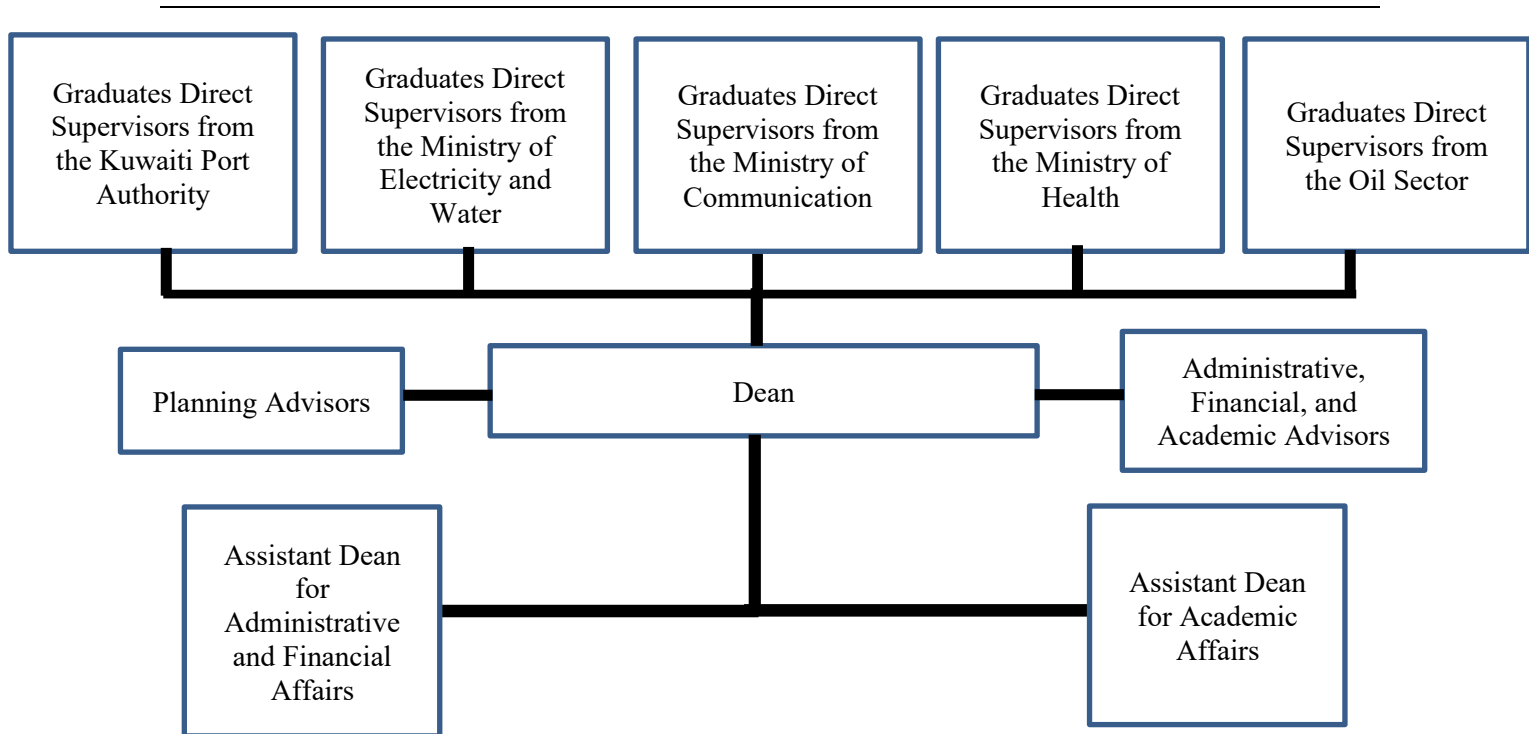 Graduates Direct
Supervisors from
the Kuwaiti Port
Authority
Graduates Direct
Supervisors from
the Ministry of
Electricity and
Water
Graduates Direct
Supervisors from
the Ministry of
Communication
Graduates Direct
Supervisors from
the Ministry of
Health
Graduates Direct
Supervisors from
the Oil Sector
Planning Advisors
Dean
Administrative,
Financial, and
Academic Advisors
Assistant Dean
for
Administrative
and Financial
Affairs
Assistant Dean
for Academic
Affairs